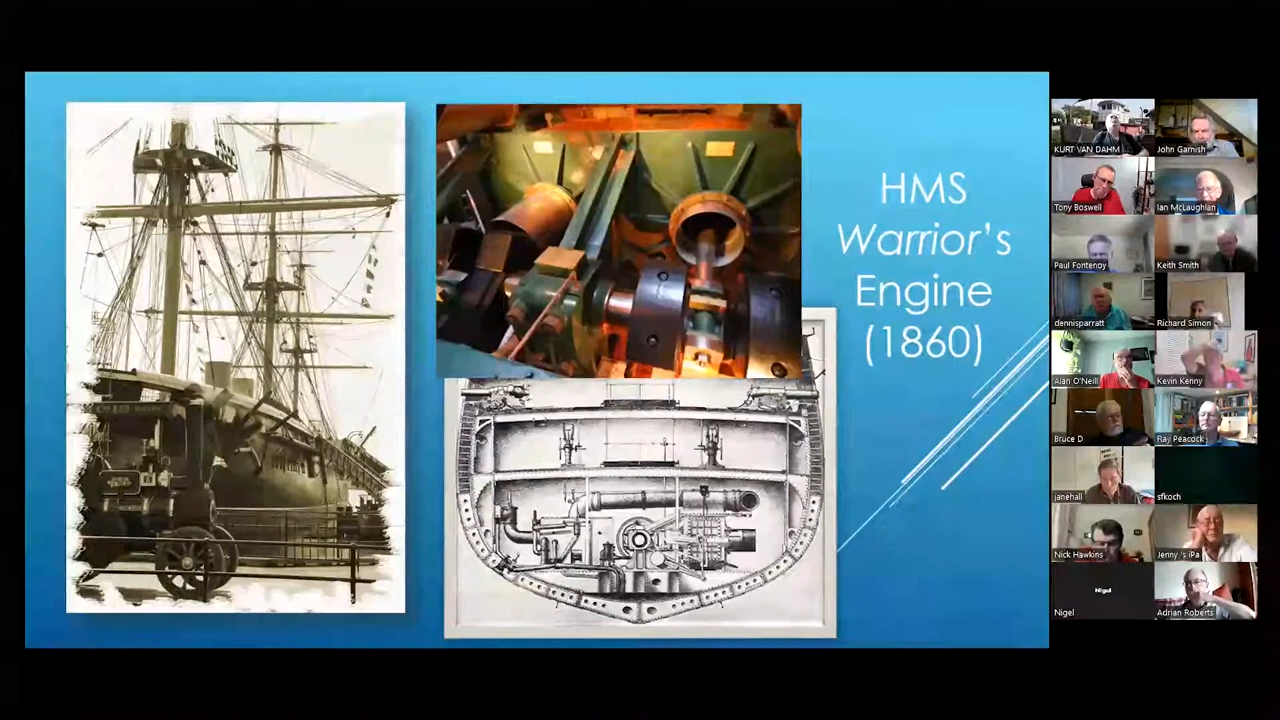 HMS
Warrior's
Engine
(1860)
KURT VAN DAHM
John Garnish
Tony Boswell
Ian McLaughlan
Paul Fontenoy
Keith Smith
dennisparratt
Richard Simon
Alan O'Neill
Kevin Kenny
Bruce D
Ray Peacock
janehall
sfkoch
Nick Hawkins
Jenny.'s iPa
Nigel
Nigel
Adrian Roberts